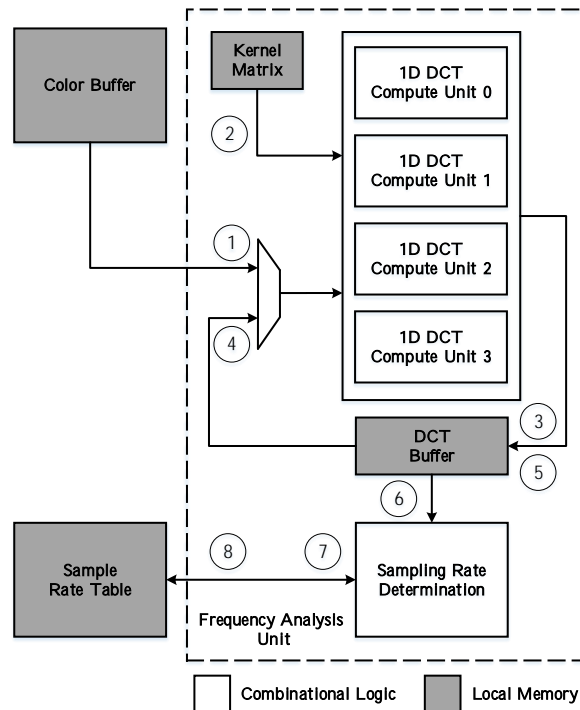 Color Buffer
Kernel
Matrix
1D DCT
Compute Unit 0
2
1D DCT
Compute Unit 1
1
1D DCT
Compute Unit 2
4
1D DCT
Compute Unit 3
3
DCT
Buffer
5
6
8
7
Sample
Rate Table
Sampling Rate
Determination
Frequency Analysis
Unit
Combinational Logic
Local Memory